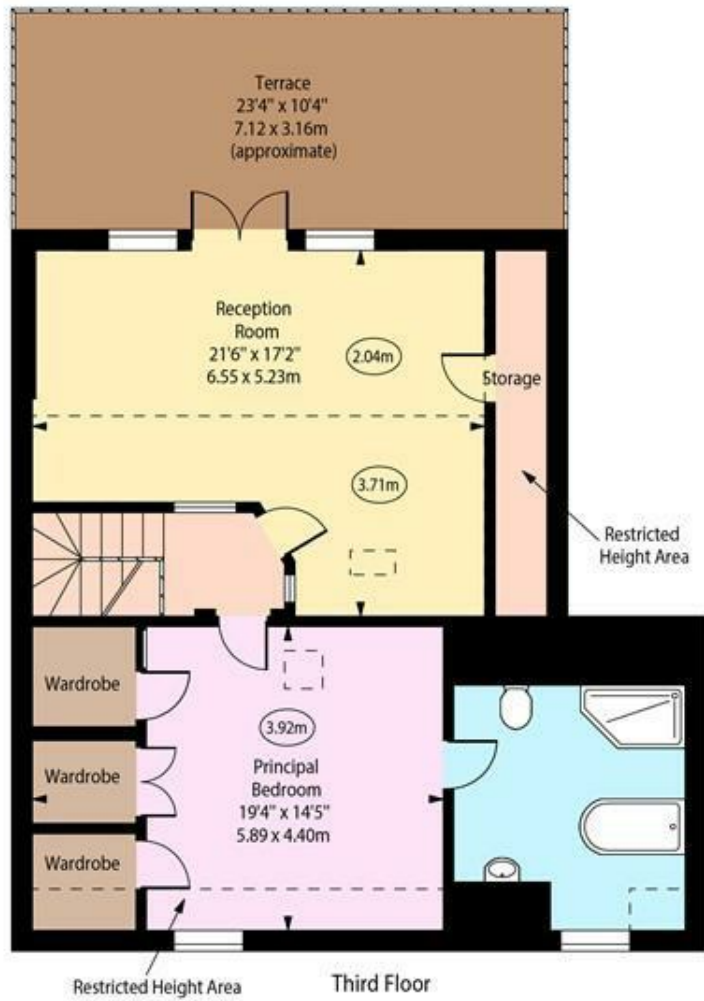 Terrace
23'4" x 10'4"
7.12 x 3.16m
(approximate)
Reception
Room
21'6" x 17'2"
6.55 x 5.23m
2.04m
Storage
3.71m
Restricted
Height Area
Wardrobe
Wardrobe
Wardrobe
3.92m
Principal
Bedroom
19'4" x 14'5"
5.89 x 4.40m
Restricted Height Area
Third Floor